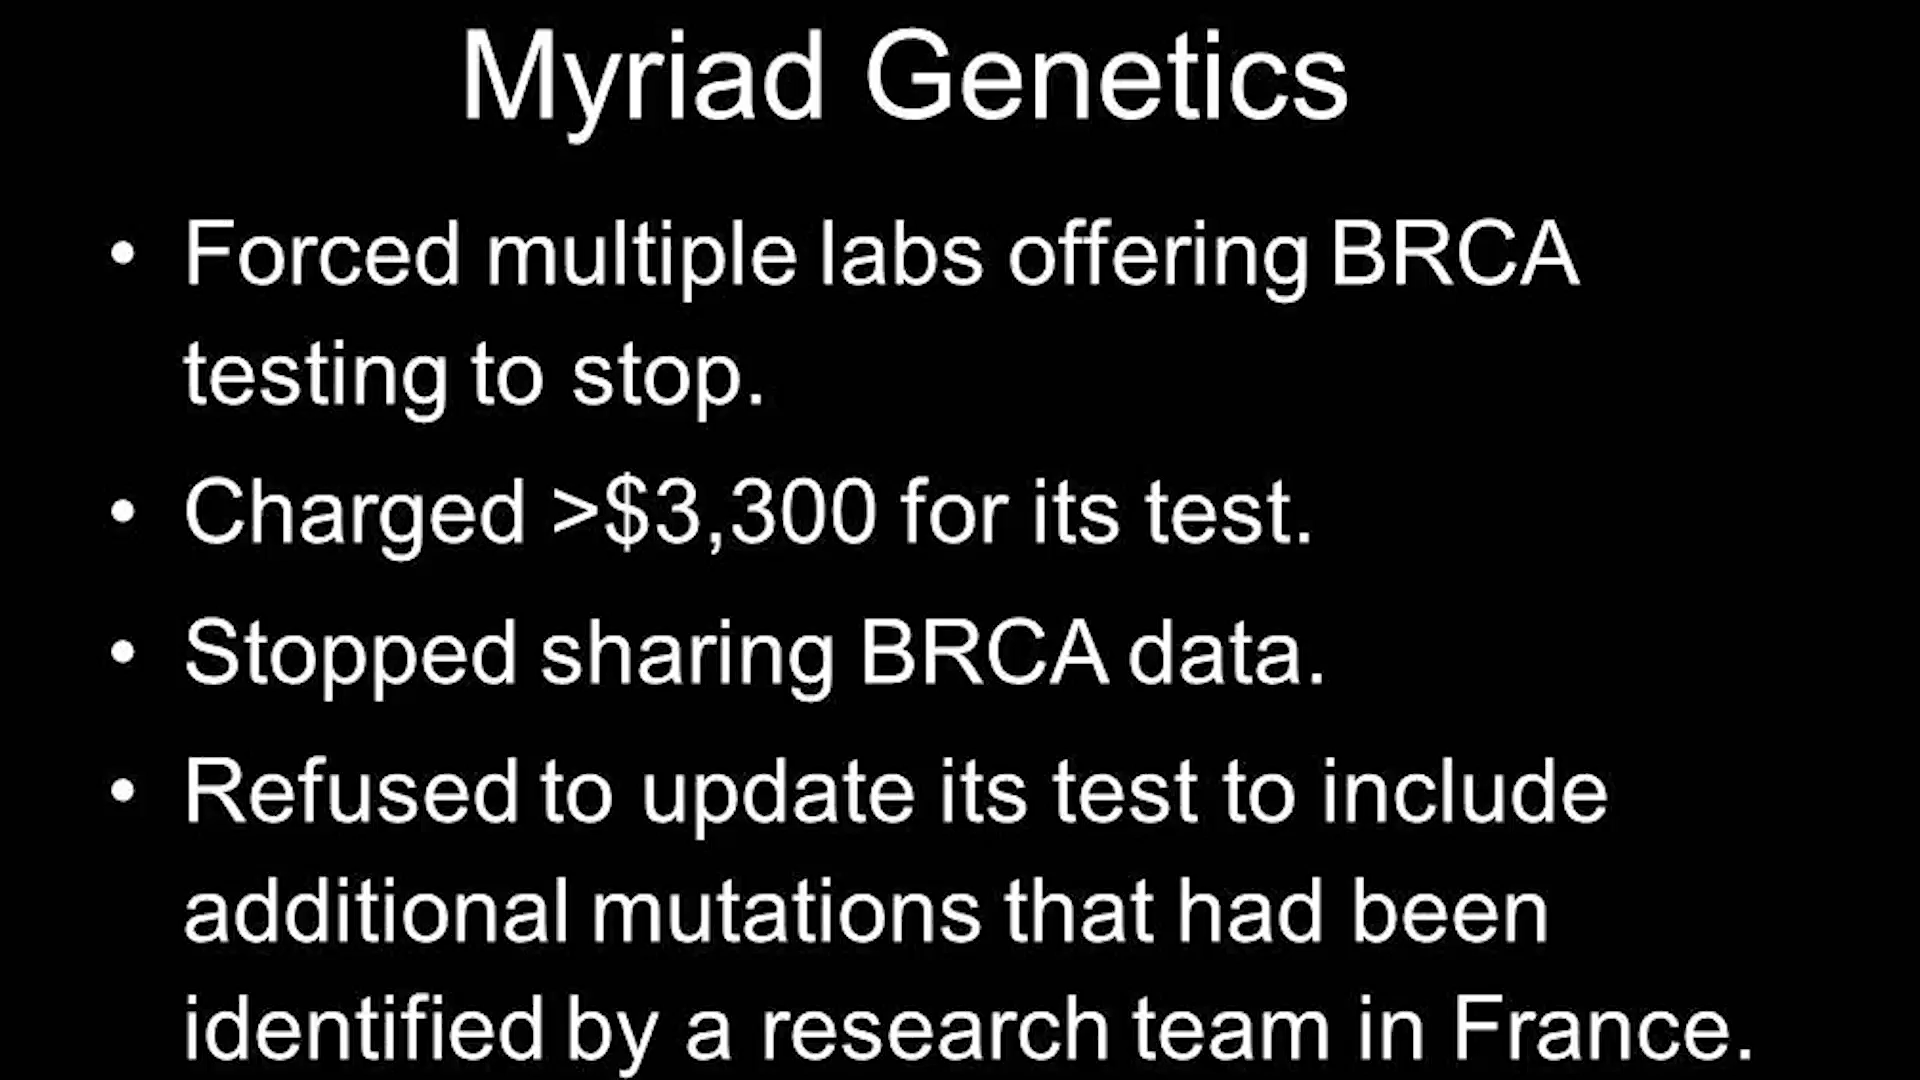 Myriad Genetics
• Forced multiple labs offering BRCA
testing to stop.
• Charged >$3,300 for its test.
• Stopped sharing BRCA data.
• Refused to update its test to include
additional mutations that had been
identified by a research team in France.